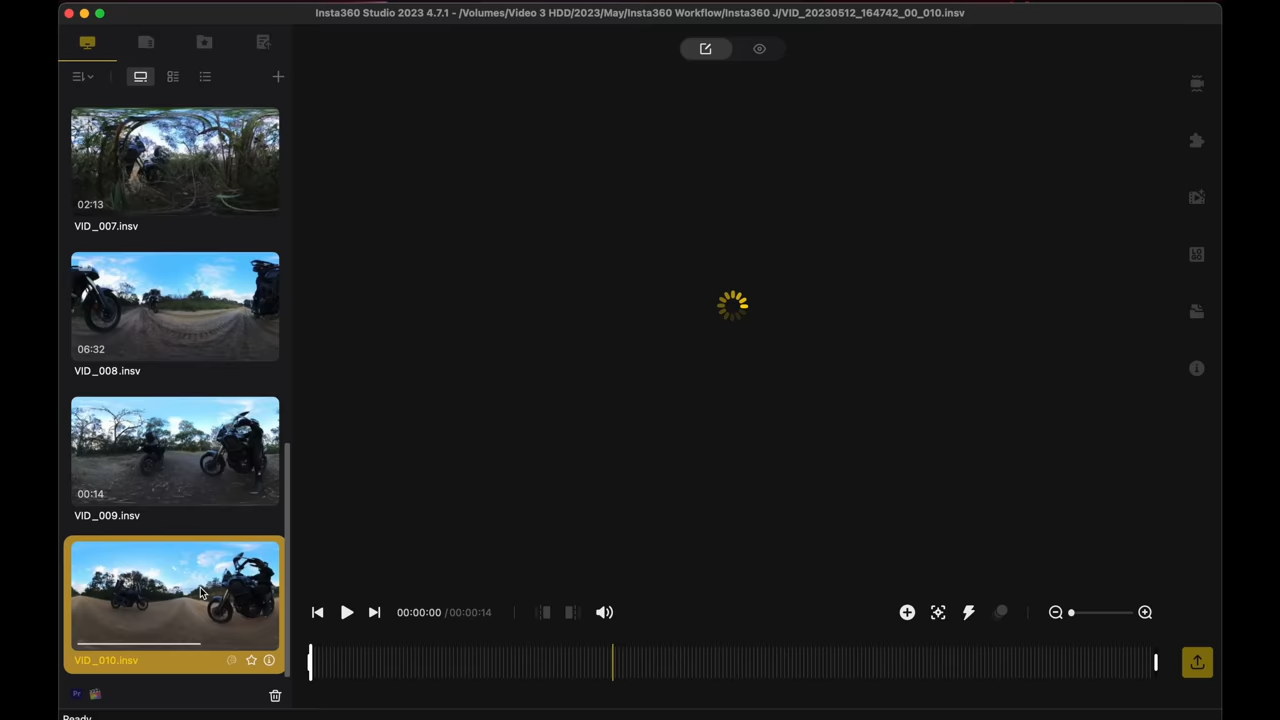 Insta360 Studio 2023 4.7.1 - /Volumes/Video 3 HDD/2023/May/Insta360 Workflow/Insta360 J/VID_20230512_164742_00_010.insv
02:13
VID_007.insv
06:32
VID_008.insv
00:14
VID_009.insv
VID_010.insv
00:00:00 / 00:00:14
LOGO
Pr
Ready